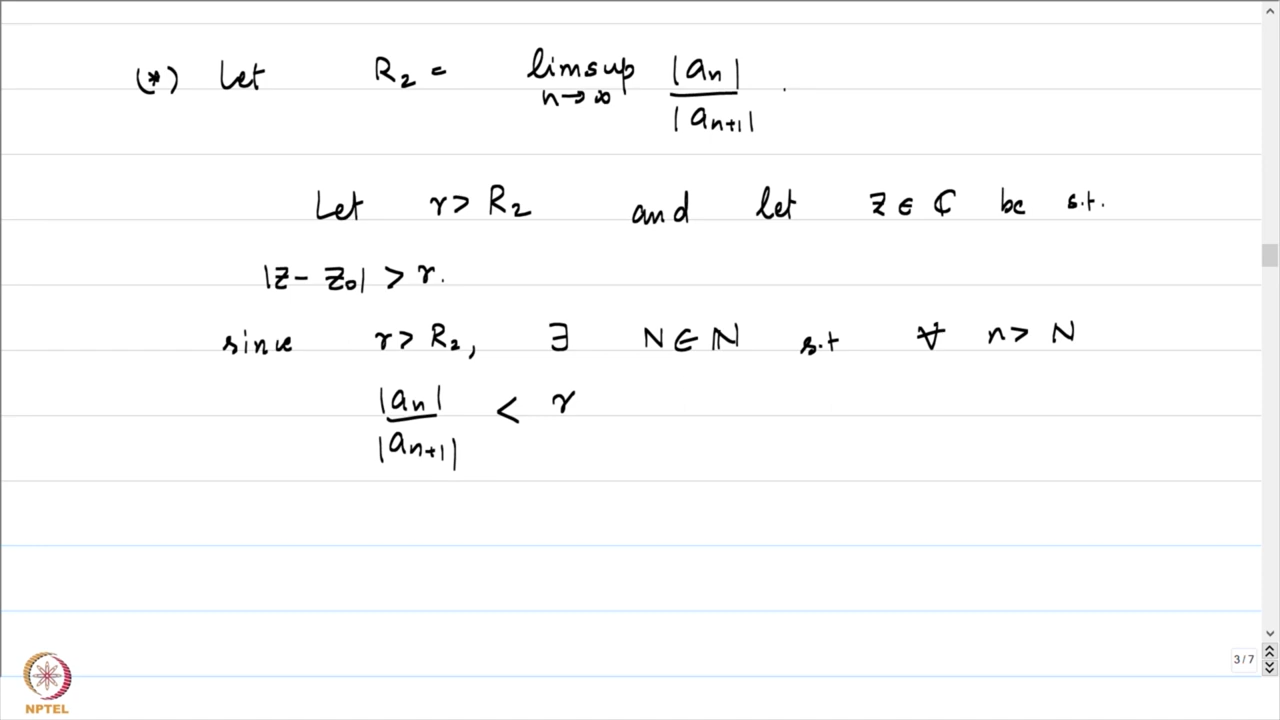 (*) Let R₂ = limsup n→∞ |aₙ| / |aₙ₊₁| .
Let r > R₂ and let z ∈ ℂ be s.t.
|z - z₀| > r.
since r > R₂, ∃ N ∈ ℕ s.t ∀ n > N
|aₙ| / |aₙ₊₁| < r
3 / 7
NPTEL